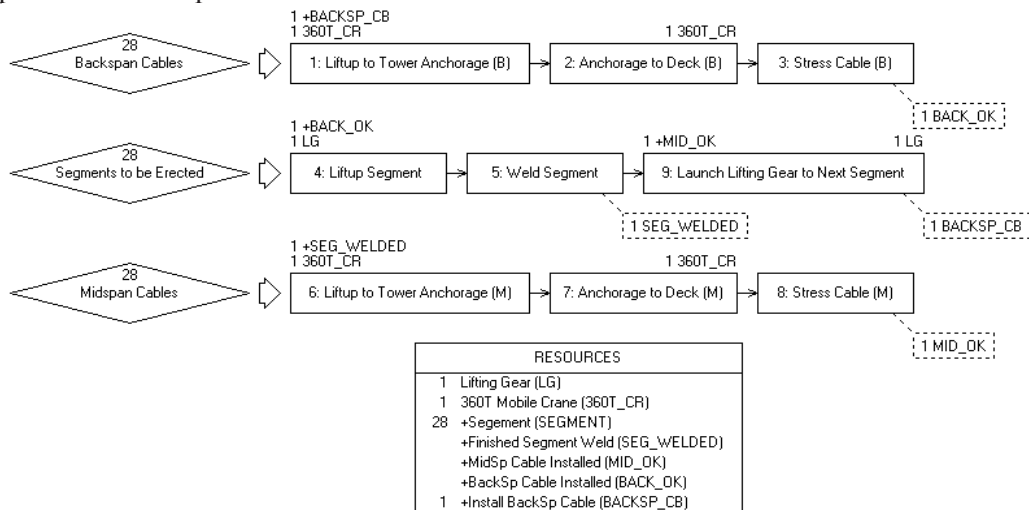 1 +BACKSP_CB
1 360T_CR
1 360T_CR
28
Backspan Cables
1: Liftup to Tower Anchorage (B)
2: Anchorage to Deck (B)
3: Stress Cable (B)
1 BACK_OK
1 +BACK_OK
1 LG
1 +MID_OK
1 LG
28
Segments to be Erected
4: Liftup Segment
5: Weld Segment
9: Launch Lifting Gear to Next Segment
1 SEG_WELDED
1 BACKSP_CB
1 +SEG_WELDED
1 360T_CR
1 360T_CR
28
Midspan Cables
6: Liftup to Tower Anchorage (M)
7: Anchorage to Deck (M)
8: Stress Cable (M)
1 MID_OK
RESOURCES
1 Lifting Gear (LG)
1 360T Mobile Crane (360T_CR)
28 +Segement (SEGMENT)
+Finished Segment Weld (SEG_WELDED)
+MidSp Cable Installed (MID_OK)
+BackSp Cable Installed (BACK_OK)
1 +Install BackSp Cable (BACKSP_CB)